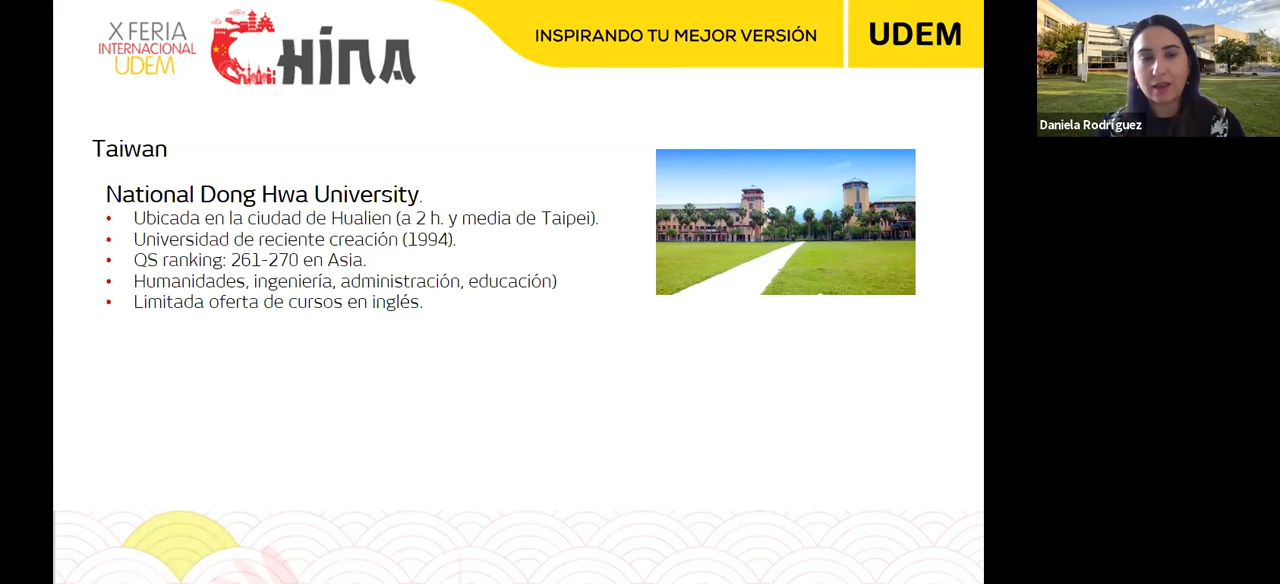 X FERIA
INTERNACIONAL
UDEM
CHINA
INSPIRANDO TU MEJOR VERSIÓN
UDEM
Daniela Rodríguez
Taiwan
National Dong Hwa University.
• Ubicada en la ciudad de Hualien (a 2 h. y media de Taipei).
• Universidad de reciente creación (1994).
• QS ranking: 261-270 en Asia.
• Humanidades, ingeniería, administración, educación)
• Limitada oferta de cursos en inglés.